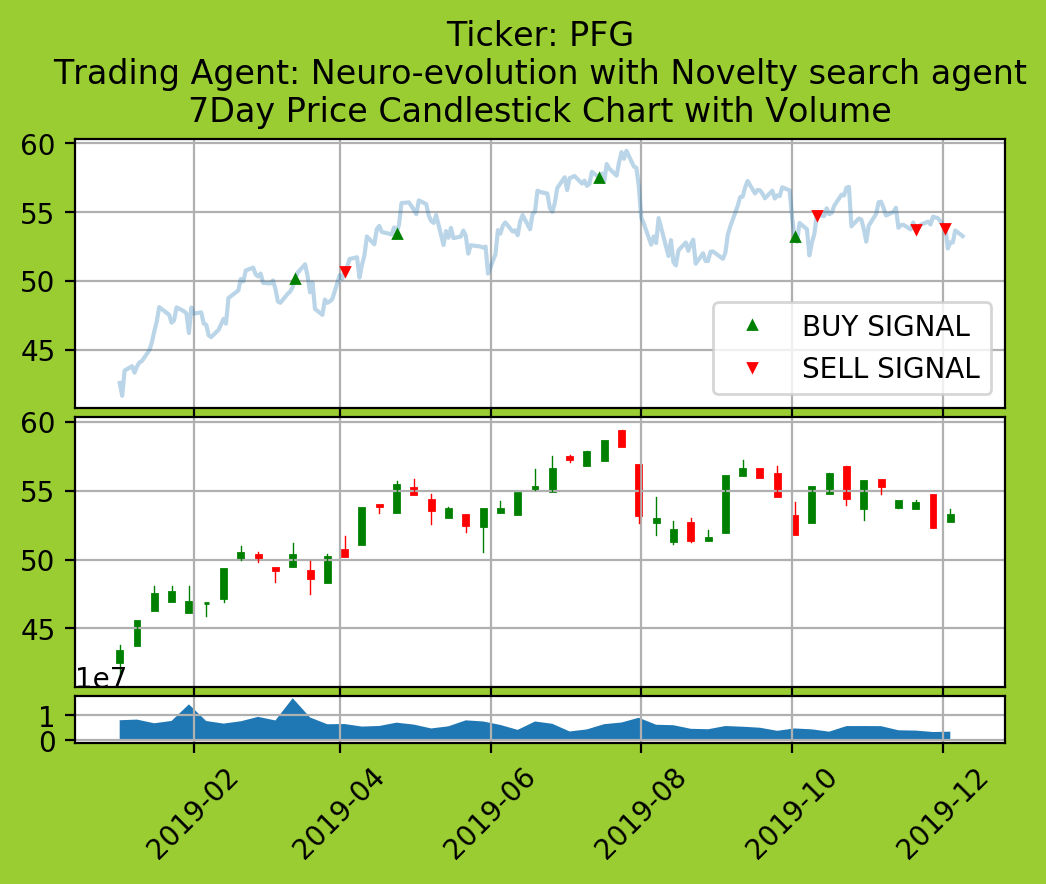 Ticker: PFG
Trading Agent: Neuro-evolution with Novelty search agent
7Day Price Candlestick Chart with Volume
60
55
50
45
BUY SIGNAL
SELL SIGNAL
60
55
50
45
1e7
1
0
2019-02
2019-04
2019-06
2019-08
2019-10
2019-12